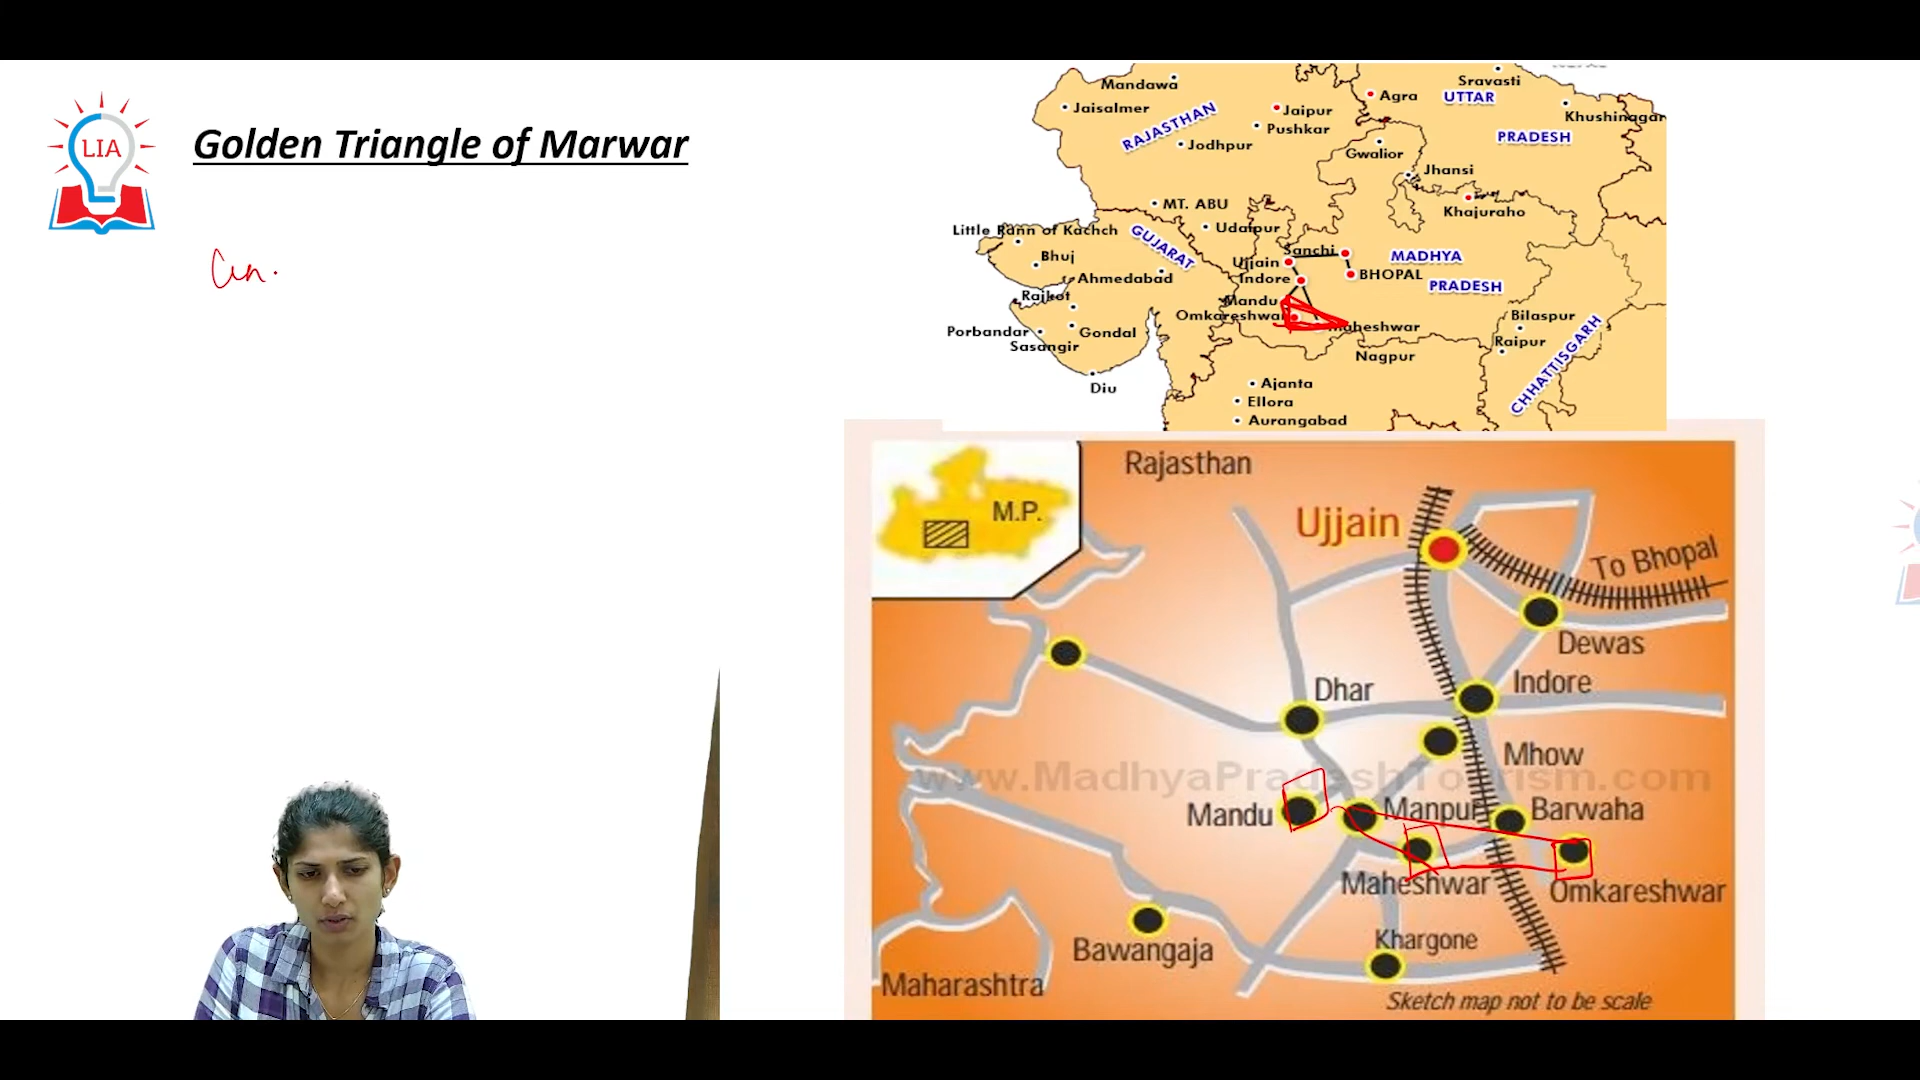 LIA
Golden Triangle of Marwar
Mandawa
Jaisalmer
RAJASTHAN
Jaipur
Pushkar
Jodhpur
Agra
UTTAR
PRADESH
Sravasti
Khushinagar
Gwalior
Jhansi
Khajuraho
MT. ABU
Udaipur
Little Rann of Kachch
GUJARAT
Bhuj
Ahmedabad
Rajkot
Porbandar
Gondal
Sasangir
Diu
Sanchi
Ujjain
Indore
BHOPAL
MADHYA
PRADESH
Mandu
Omkareshwar
Maheshwar
Nagpur
Bilaspur
Raipur
CHHATTISGARH
Ajanta
Ellora
Aurangabad
M.P.
Rajasthan
Ujjain
To Bhopal
Dewas
Dhar
Indore
Mhow
www.MadhyaPradeshTourism.com
Mandu
Manpur
Barwaha
Maheshwar
Omkareshwar
Bawangaja
Khargone
Maharashtra
Sketch map not to be scale